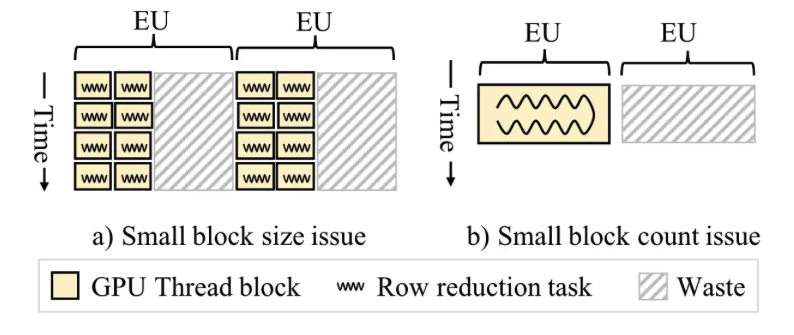 EU EU
EU EU
Time
Time
a) Small block size issue
b) Small block count issue
GPU Thread block
Row reduction task
Waste